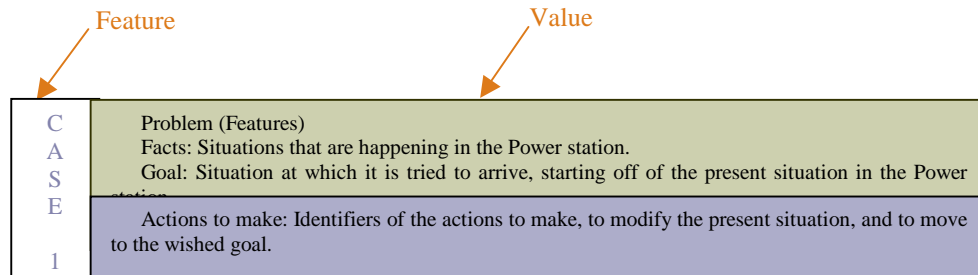 Feature
Value
C
A
S
E
1
Problem (Features)
Facts: Situations that are happening in the Power station.
Goal: Situation at which it is tried to arrive, starting off of the present situation in the Power
station
Actions to make: Identifiers of the actions to make, to modify the present situation, and to move
to the wished goal.